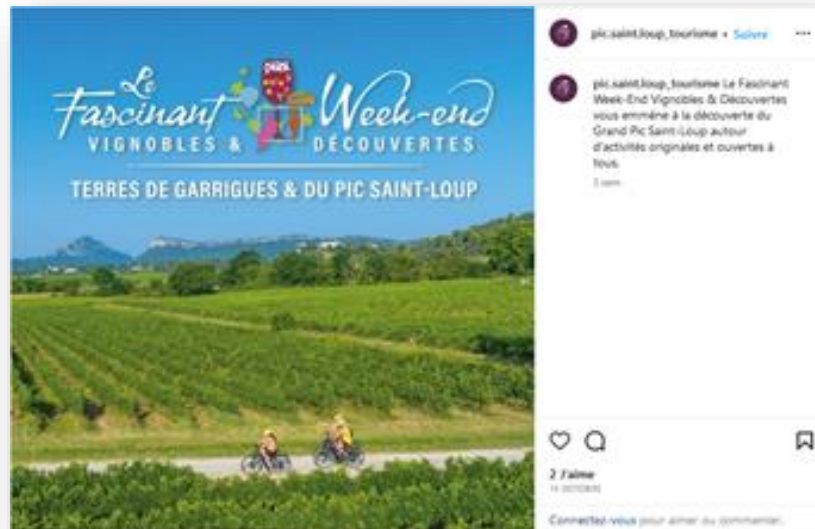 Le
Fascinant Week-end
VIGNOBLES & DÉCOUVERTES
TERRES DE GARRIGUES & DU PIC SAINT-LOUP
pic.saint.loup_tourisme • Suivre
pic.saint.loup_tourisme Le Fascinant
Week-End Vignobles & Découvertes
vous emmène à la découverte du
Grand Pic Saint-Loup autour
d'activités originales et ouvertes à
tous.
2 J'aime
OCTOBRE
Connectez-vous pour aimer ou commenter.